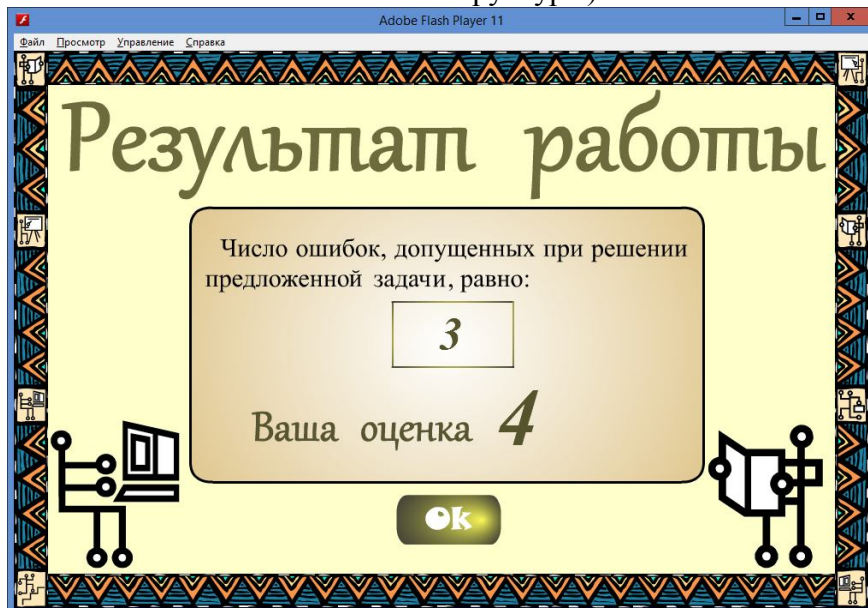 Adobe Flash Player 11
Файл Просмотр Управление Справка
Результат работы
Число ошибок, допущенных при решении
предложенной задачи, равно:
3
Ваша оценка 4
Ok